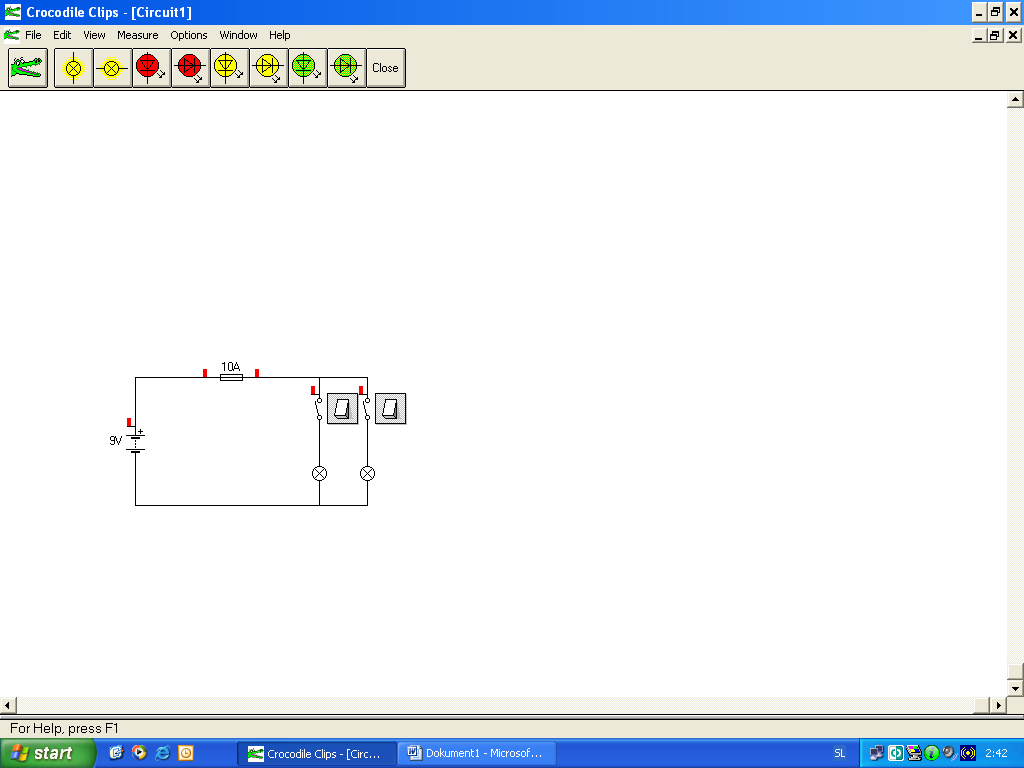 Crocodile Clips - [Circuit1]
File Edit View Measure Options Window Help
Close
10A
9V
+
For Help, press F1
start Crocodile Clips - [Circ... Dokument1 - Microsof... SL 2:42